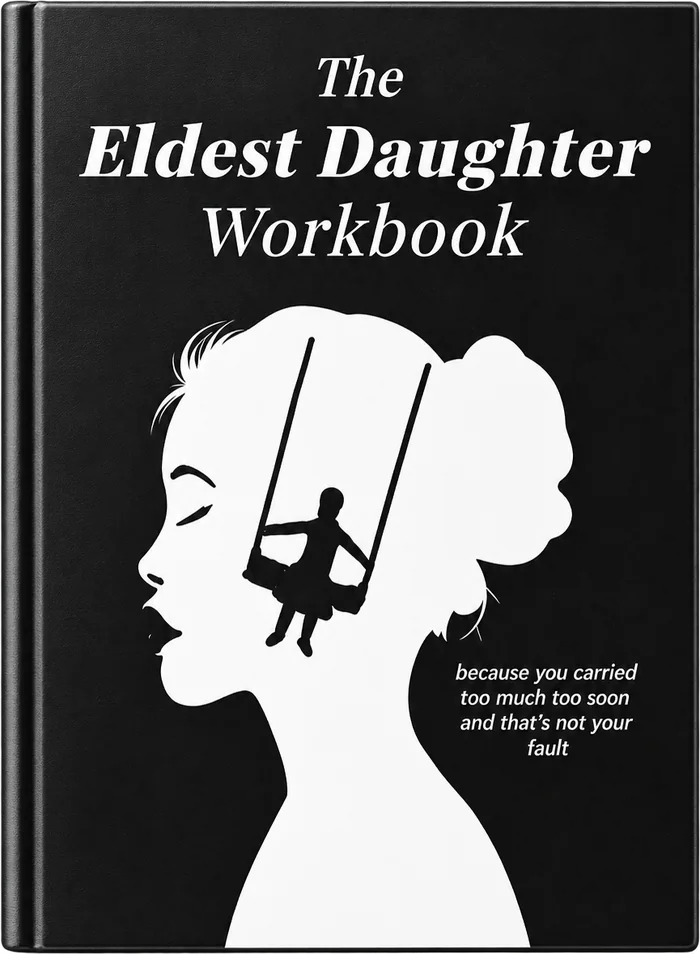 The
Eldest Daughter
Workbook
because you carried
too much too soon
and that's not your
fault